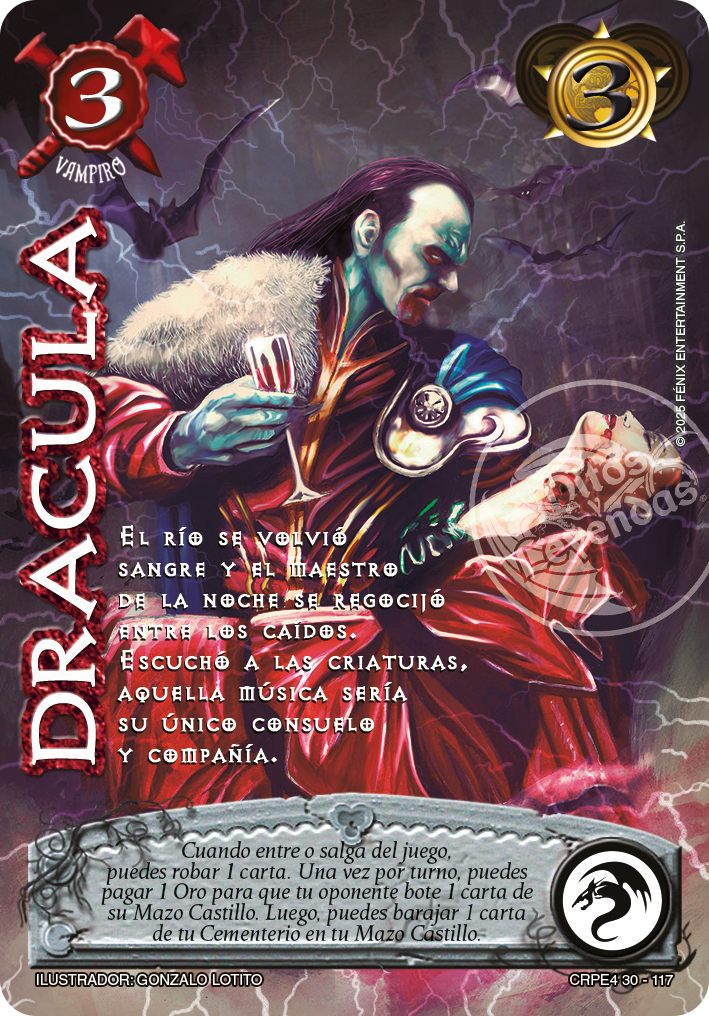 3
VAMPIRO
3
DRACULA
© 2025 FÉNIX ENTERTAINMENT S.P.A.
Mitos
Leyendas
El río se volvió
sangre y el maestro
de la noche se regocijó
entre los caídos.
Escuchó a las criaturas,
aquella música sería
su único consuelo
y compañía.
Cuando entre o salga del juego,
puedes robar 1 carta. Una vez por turno, puedes
pagar 1 Oro para que tu oponente bote 1 carta de
su Mazo Castillo. Luego, puedes barajar 1 carta
de tu Cementerio en tu Mazo Castillo.
ILUSTRADOR: GONZALO LOTITO
CRPE4 30 - 117